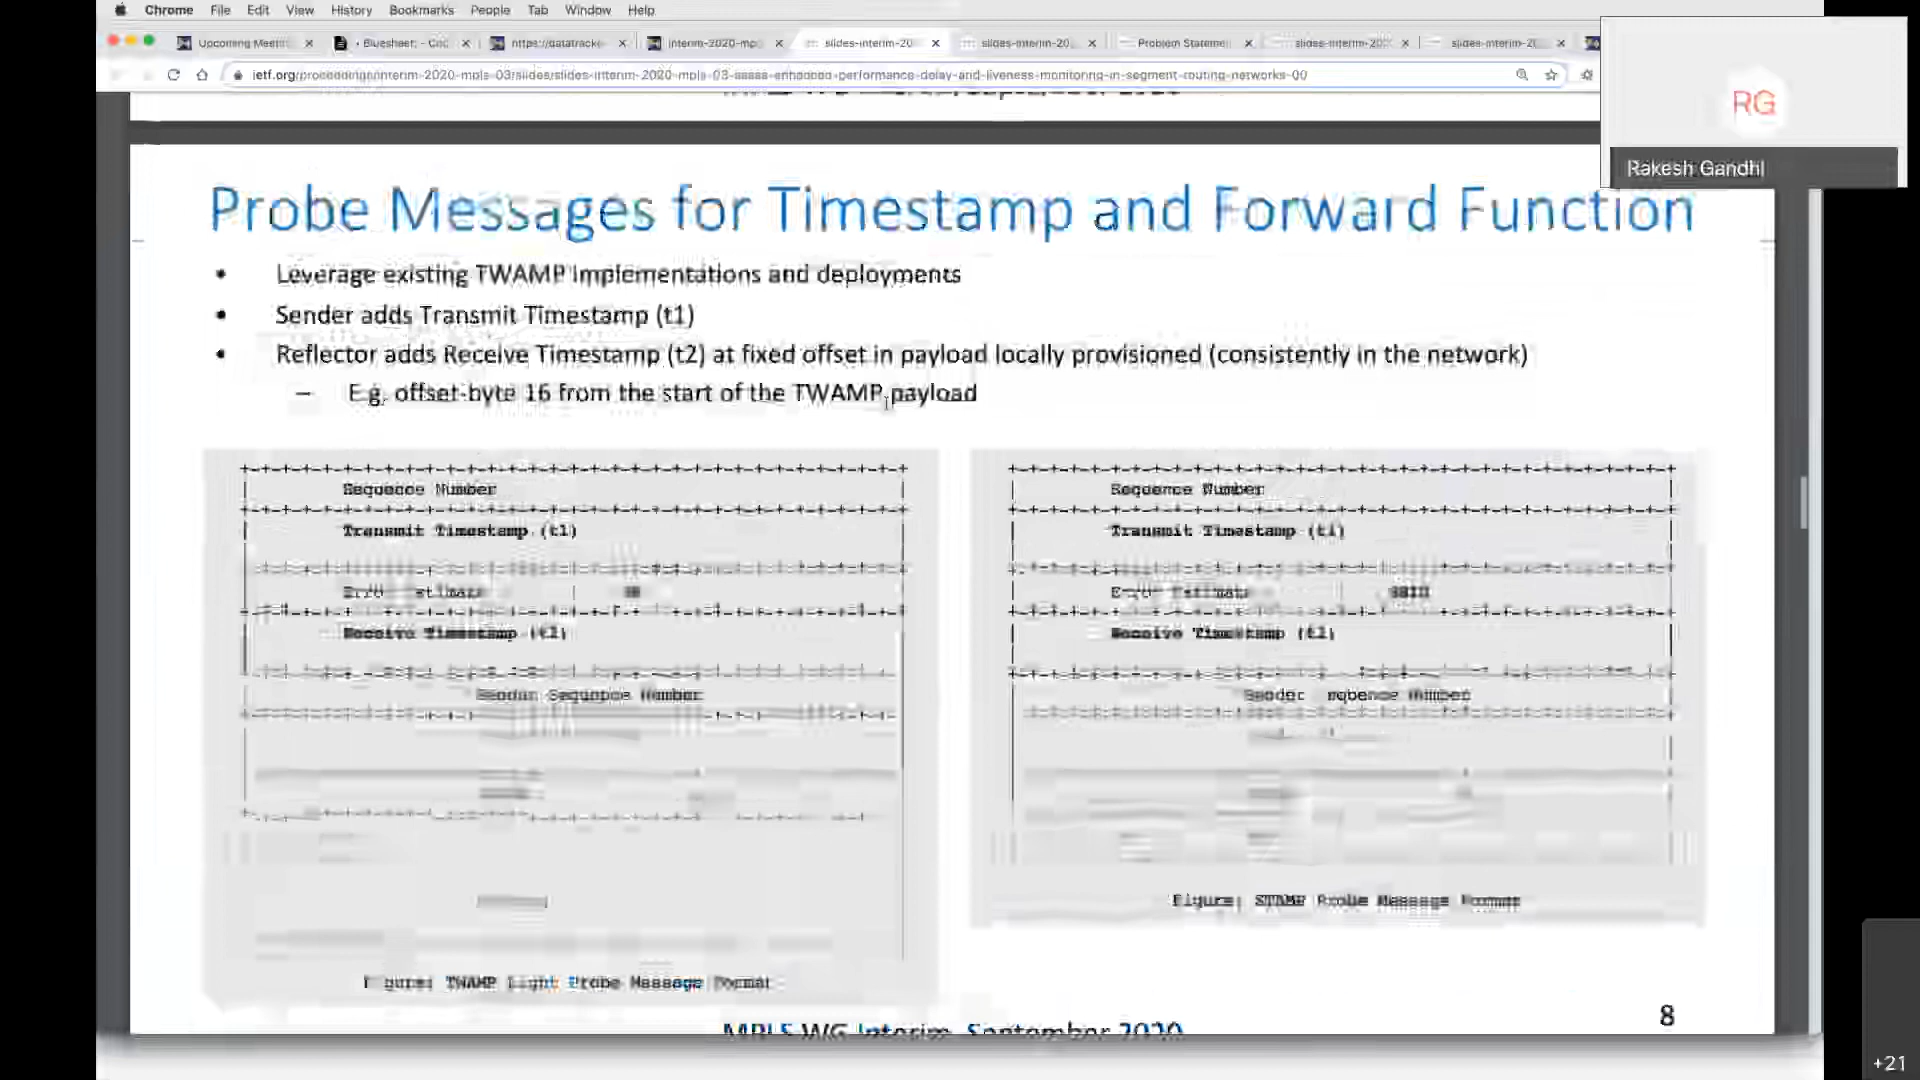 Chrome File Edit View History Bookmarks People Tab Window Help
Upcoming Meetin × • Bluesheet: - Cod × https://datatracke × interim-2020-mp × slides-interim-20 × slides-interim-20 × Problem Stateme × slides-interim-202 × slides-interim-20 ×
ietf.org/proceedings/interim-2020-mpls-03/slides/slides-interim-2020-mpls-03-sessa-enhanced-performance-delay-and-liveness-monitoring-in-segment-routing-networks-00
RG
Rakesh Gandhi
Probe Messages for Timestamp and Forward Function
• Leverage existing TWAMP implementations and deployments
• Sender adds Transmit Timestamp (t1)
• Reflector adds Receive Timestamp (t2) at fixed offset in payload locally provisioned (consistently in the network)
– E.g. offset-byte 16 from the start of the TWAMP payload
Sequence Number
Transmit Timestamp (t1)
Error Estimate
Receive Timestamp (t2)
Sender Sequence Number
Figure: TWAMP Light Probe Message Format
Sequence Number
Transmit Timestamp (t1)
Error Estimate | SSID
Receive Timestamp (t2)
Sender Sequence Number
Figure: STAMP Probe Message Format
MPLS WG Interim, September 2020
8
+21